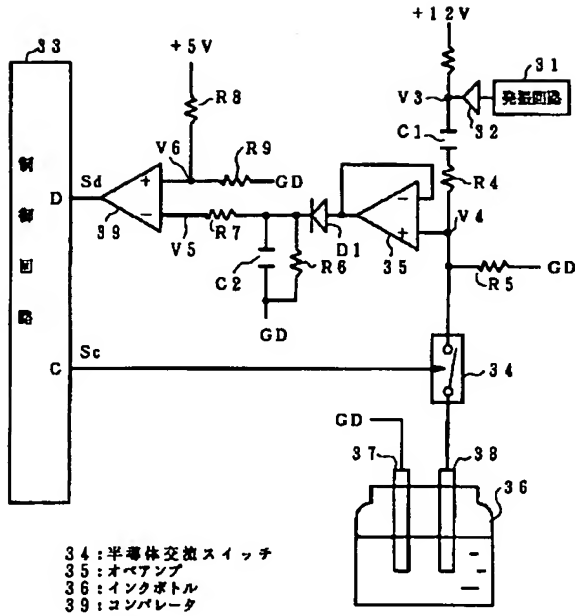 +12V
33
+5V
31
R8
V3
発振回路
32
C1
V6
R9
制御回路
Sd
GD
R4
D
+
−
−
+
V4
39
V5
R7
D1
35
C2
R6
GD
R5
GD
Sc
C
34
GD
37
38
36
34:半導体交流スイッチ
35:オペアンプ
36:インクボトル
39:コンパレータ